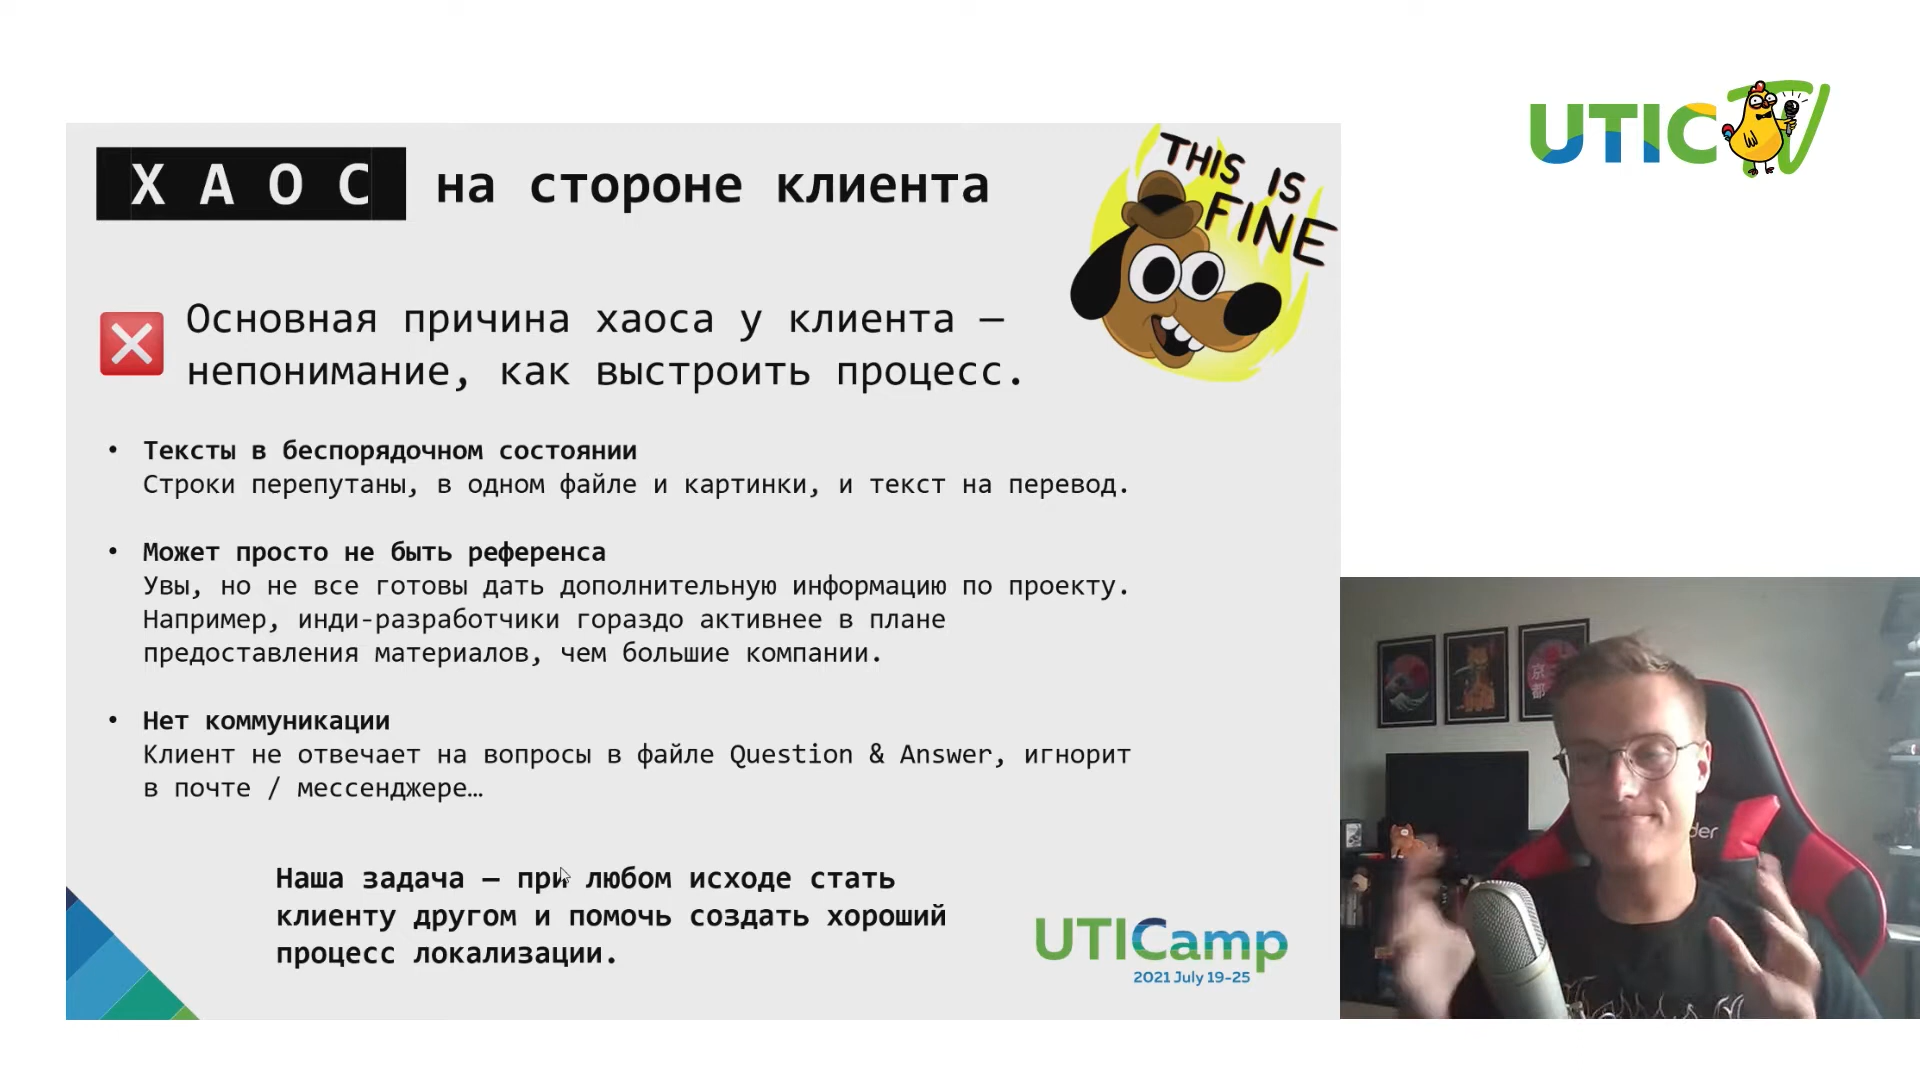 ХАОС на стороне клиента
THIS IS
FINE
UTIC TV
Основная причина хаоса у клиента —
непонимание, как выстроить процесс.
• Тексты в беспорядочном состоянии
Строки перепутаны, в одном файле и картинки, и текст на перевод.
• Может просто не быть референса
Увы, но не все готовы дать дополнительную информацию по проекту.
Например, инди-разработчики гораздо активнее в плане
предоставления материалов, чем большие компании.
• Нет коммуникации
Клиент не отвечает на вопросы в файле Question & Answer, игнорит
в почте / мессенджере…
Наша задача — при любом исходе стать
клиенту другом и помочь создать хороший
процесс локализации.
UTICamp
2021 July 19-25
京都